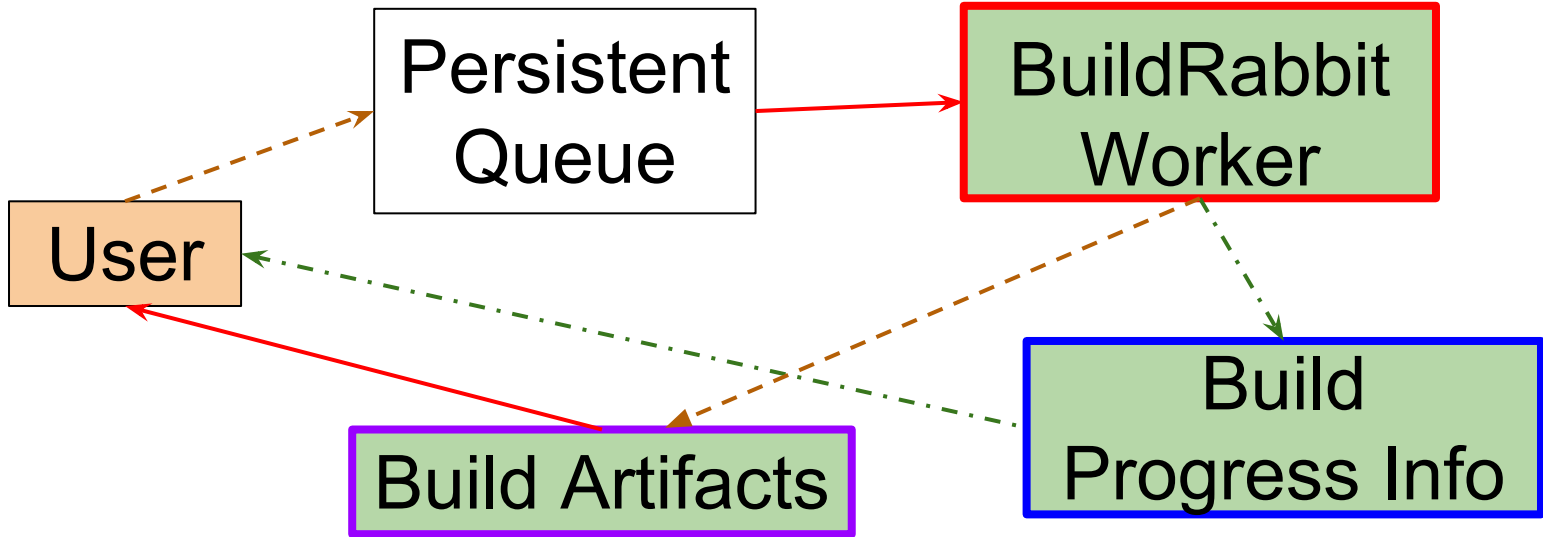 Persistent
Queue
BuildRabbit
Worker
User
Build
Progress Info
Build Artifacts